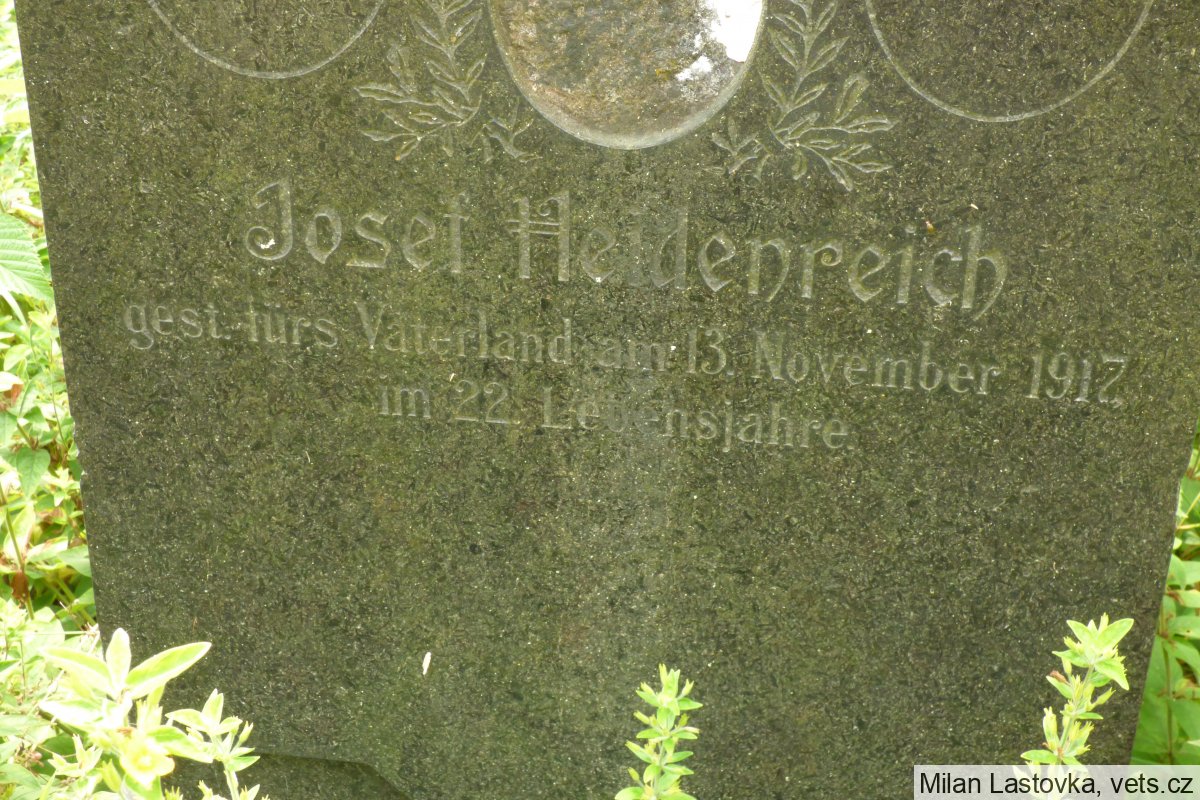 Josef Heidenreich
gest. fürs Vaterland am 13. November 1917.
im 22. Lebensjahre.
Milan Lastovka, vets.cz